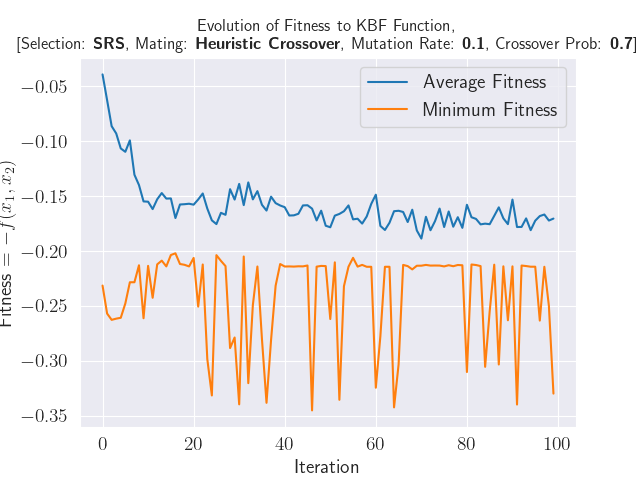 Evolution of Fitness to KBF Function,
[Selection: SRS, Mating: Heuristic Crossover, Mutation Rate: 0.1, Crossover Prob: 0.7]
Average Fitness
Minimum Fitness
Fitness = −f(x₁, x₂)
−0.05
−0.10
−0.15
−0.20
−0.25
−0.30
−0.35
0 20 40 60 80 100
Iteration